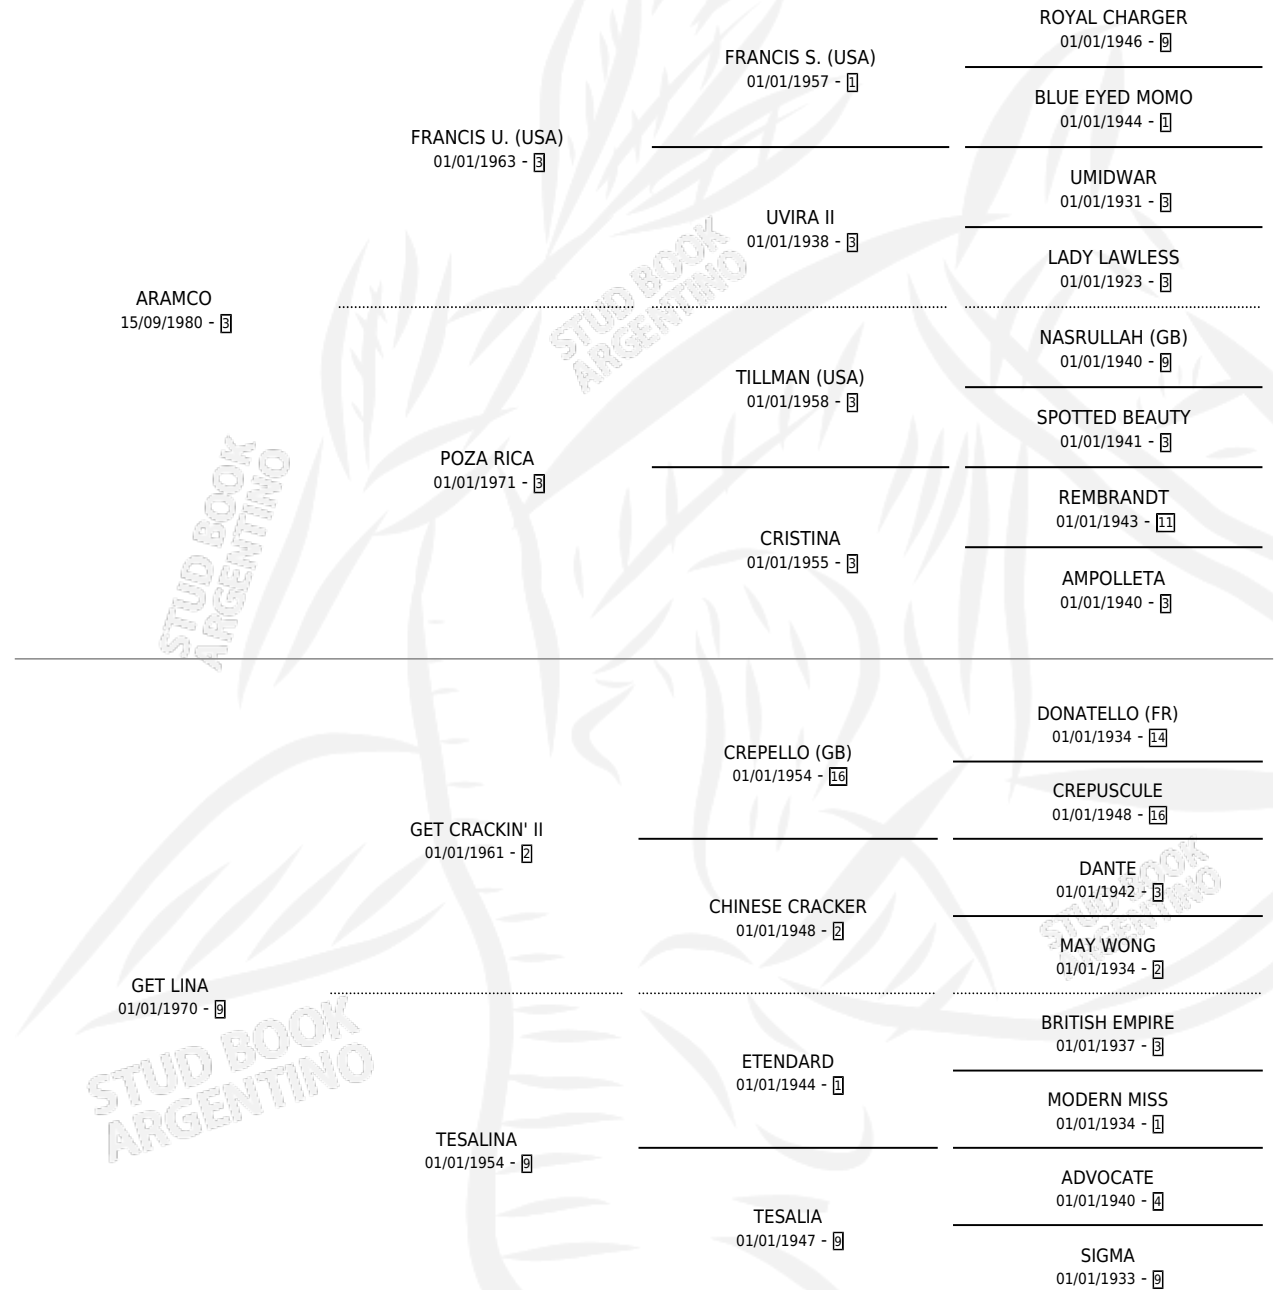 ROYAL CHARGER
01/01/1946 - 9
FRANCIS S. (USA)
01/01/1957 - 1
BLUE EYED MOMO
01/01/1944 - 1
FRANCIS U. (USA)
01/01/1963 - 3
UMIDWAR
01/01/1931 - 3
UVIRA II
01/01/1938 - 3
LADY LAWLESS
01/01/1923 - 3
ARAMCO
15/09/1980 - 3
NASRULLAH (GB)
01/01/1940 - 9
TILLMAN (USA)
01/01/1958 - 3
SPOTTED BEAUTY
01/01/1941 - 3
POZA RICA
01/01/1971 - 3
REMBRANDT
01/01/1943 - 11
CRISTINA
01/01/1955 - 3
AMPOLLETA
01/01/1940 - 3
STUD BOOK
ARGENTINO
STUD BOOK
ARGENTINO
DONATELLO (FR)
01/01/1934 - 14
CREPELLO (GB)
01/01/1954 - 16
CREPUSCULE
01/01/1948 - 16
GET CRACKIN' II
01/01/1961 - 2
DANTE
01/01/1942 - 3
CHINESE CRACKER
01/01/1948 - 2
MAY WONG
01/01/1934 - 2
GET LINA
01/01/1970 - 9
BRITISH EMPIRE
01/01/1937 - 3
ETENDARD
01/01/1944 - 1
MODERN MISS
01/01/1934 - 1
TESALINA
01/01/1954 - 9
ADVOCATE
01/01/1940 - 4
TESALIA
01/01/1947 - 9
SIGMA
01/01/1933 - 9
STUD BOOK
ARGENTINO
STUD BOOK
ARGENTINO